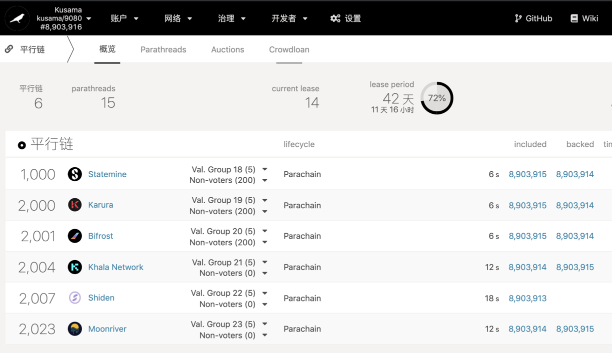 Kusama
kusama/9080
#8,903,916
账户
网络
治理
开发者
设置
GitHub
Wiki
平行链
概览
Parathreads
Auctions
Crowdloan
平行链
6
parathreads
15
current lease
14
lease period
42 天
11 天 16 小时
72%
平行链 lifecycle included backed
1,000 Statemine Val. Group 18 (5) Parachain 6 s 8,903,915 8,903,914
Non-voters (200)
2,000 Karura Val. Group 19 (5) Parachain 6 s 8,903,915 8,903,914
Non-voters (200)
2,001 Bifrost Val. Group 20 (5) Parachain 6 s 8,903,915 8,903,914
Non-voters (200)
2,004 Khala Network Val. Group 21 (5) Parachain 12 s 8,903,914 8,903,915
Non-voters (0)
2,007 Shiden Val. Group 22 (5) Parachain 18 s 8,903,913
Non-voters (0)
2,023 Moonriver Val. Group 23 (5) Parachain 12 s 8,903,914 8,903,915
Non-voters (0)